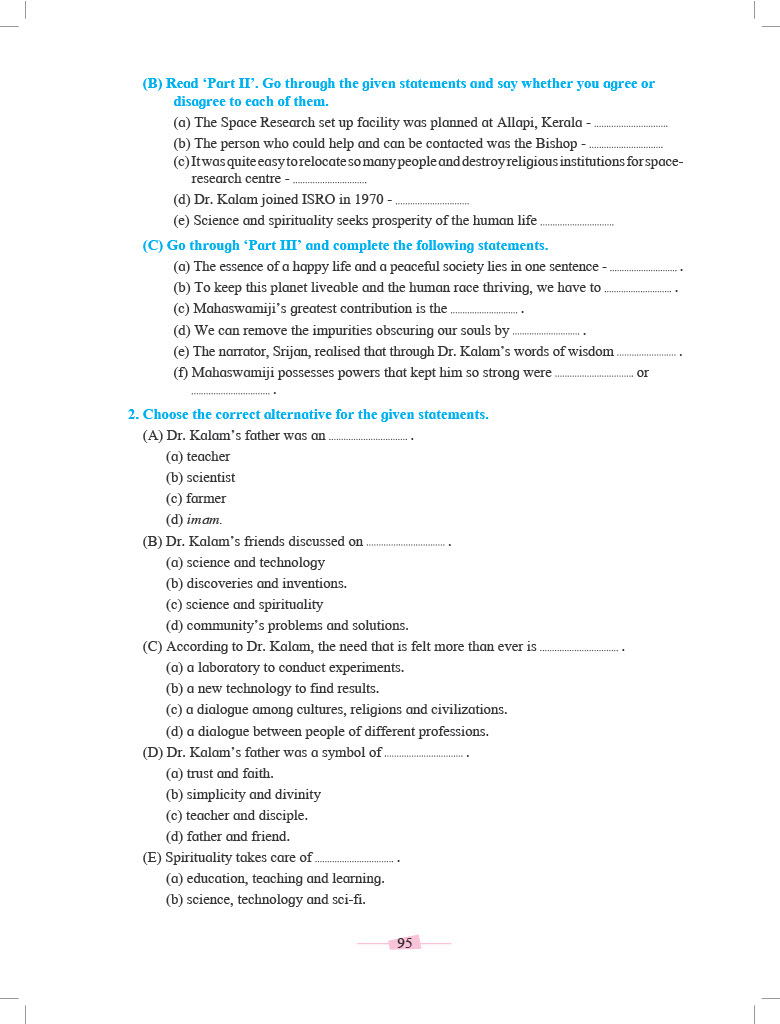 (B) Read ‘Part II’. Go through the given statements and say whether you agree or
disagree to each of them.
(a) The Space Research set up facility was planned at Allapi, Kerala - ..............................
(b) The person who could help and can be contacted was the Bishop - ..............................
(c) It was quite easy to relocate so many people and destroy religious institutions for space-
research centre - ..............................
(d) Dr. Kalam joined ISRO in 1970 - ..............................
(e) Science and spirituality seeks prosperity of the human life ..............................
(C) Go through ‘Part III’ and complete the following statements.
(a) The essence of a happy life and a peaceful society lies in one sentence - ............................ .
(b) To keep this planet liveable and the human race thriving, we have to ............................ .
(c) Mahaswamiji’s greatest contribution is the ............................ .
(d) We can remove the impurities obscuring our souls by ............................ .
(e) The narrator, Srijan, realised that through Dr. Kalam’s words of wisdom ........................ .
(f) Mahaswamiji possesses powers that kept him so strong were ................................ or
................................ .
2. Choose the correct alternative for the given statements.
(A) Dr. Kalam’s father was an ................................ .
(a) teacher
(b) scientist
(c) farmer
(d) imam.
(B) Dr. Kalam’s friends discussed on ................................ .
(a) science and technology
(b) discoveries and inventions.
(c) science and spirituality
(d) community’s problems and solutions.
(C) According to Dr. Kalam, the need that is felt more than ever is ................................ .
(a) a laboratory to conduct experiments.
(b) a new technology to find results.
(c) a dialogue among cultures, religions and civilizations.
(d) a dialogue between people of different professions.
(D) Dr. Kalam’s father was a symbol of ................................ .
(a) trust and faith.
(b) simplicity and divinity
(c) teacher and disciple.
(d) father and friend.
(E) Spirituality takes care of ................................ .
(a) education, teaching and learning.
(b) science, technology and sci-fi.
95